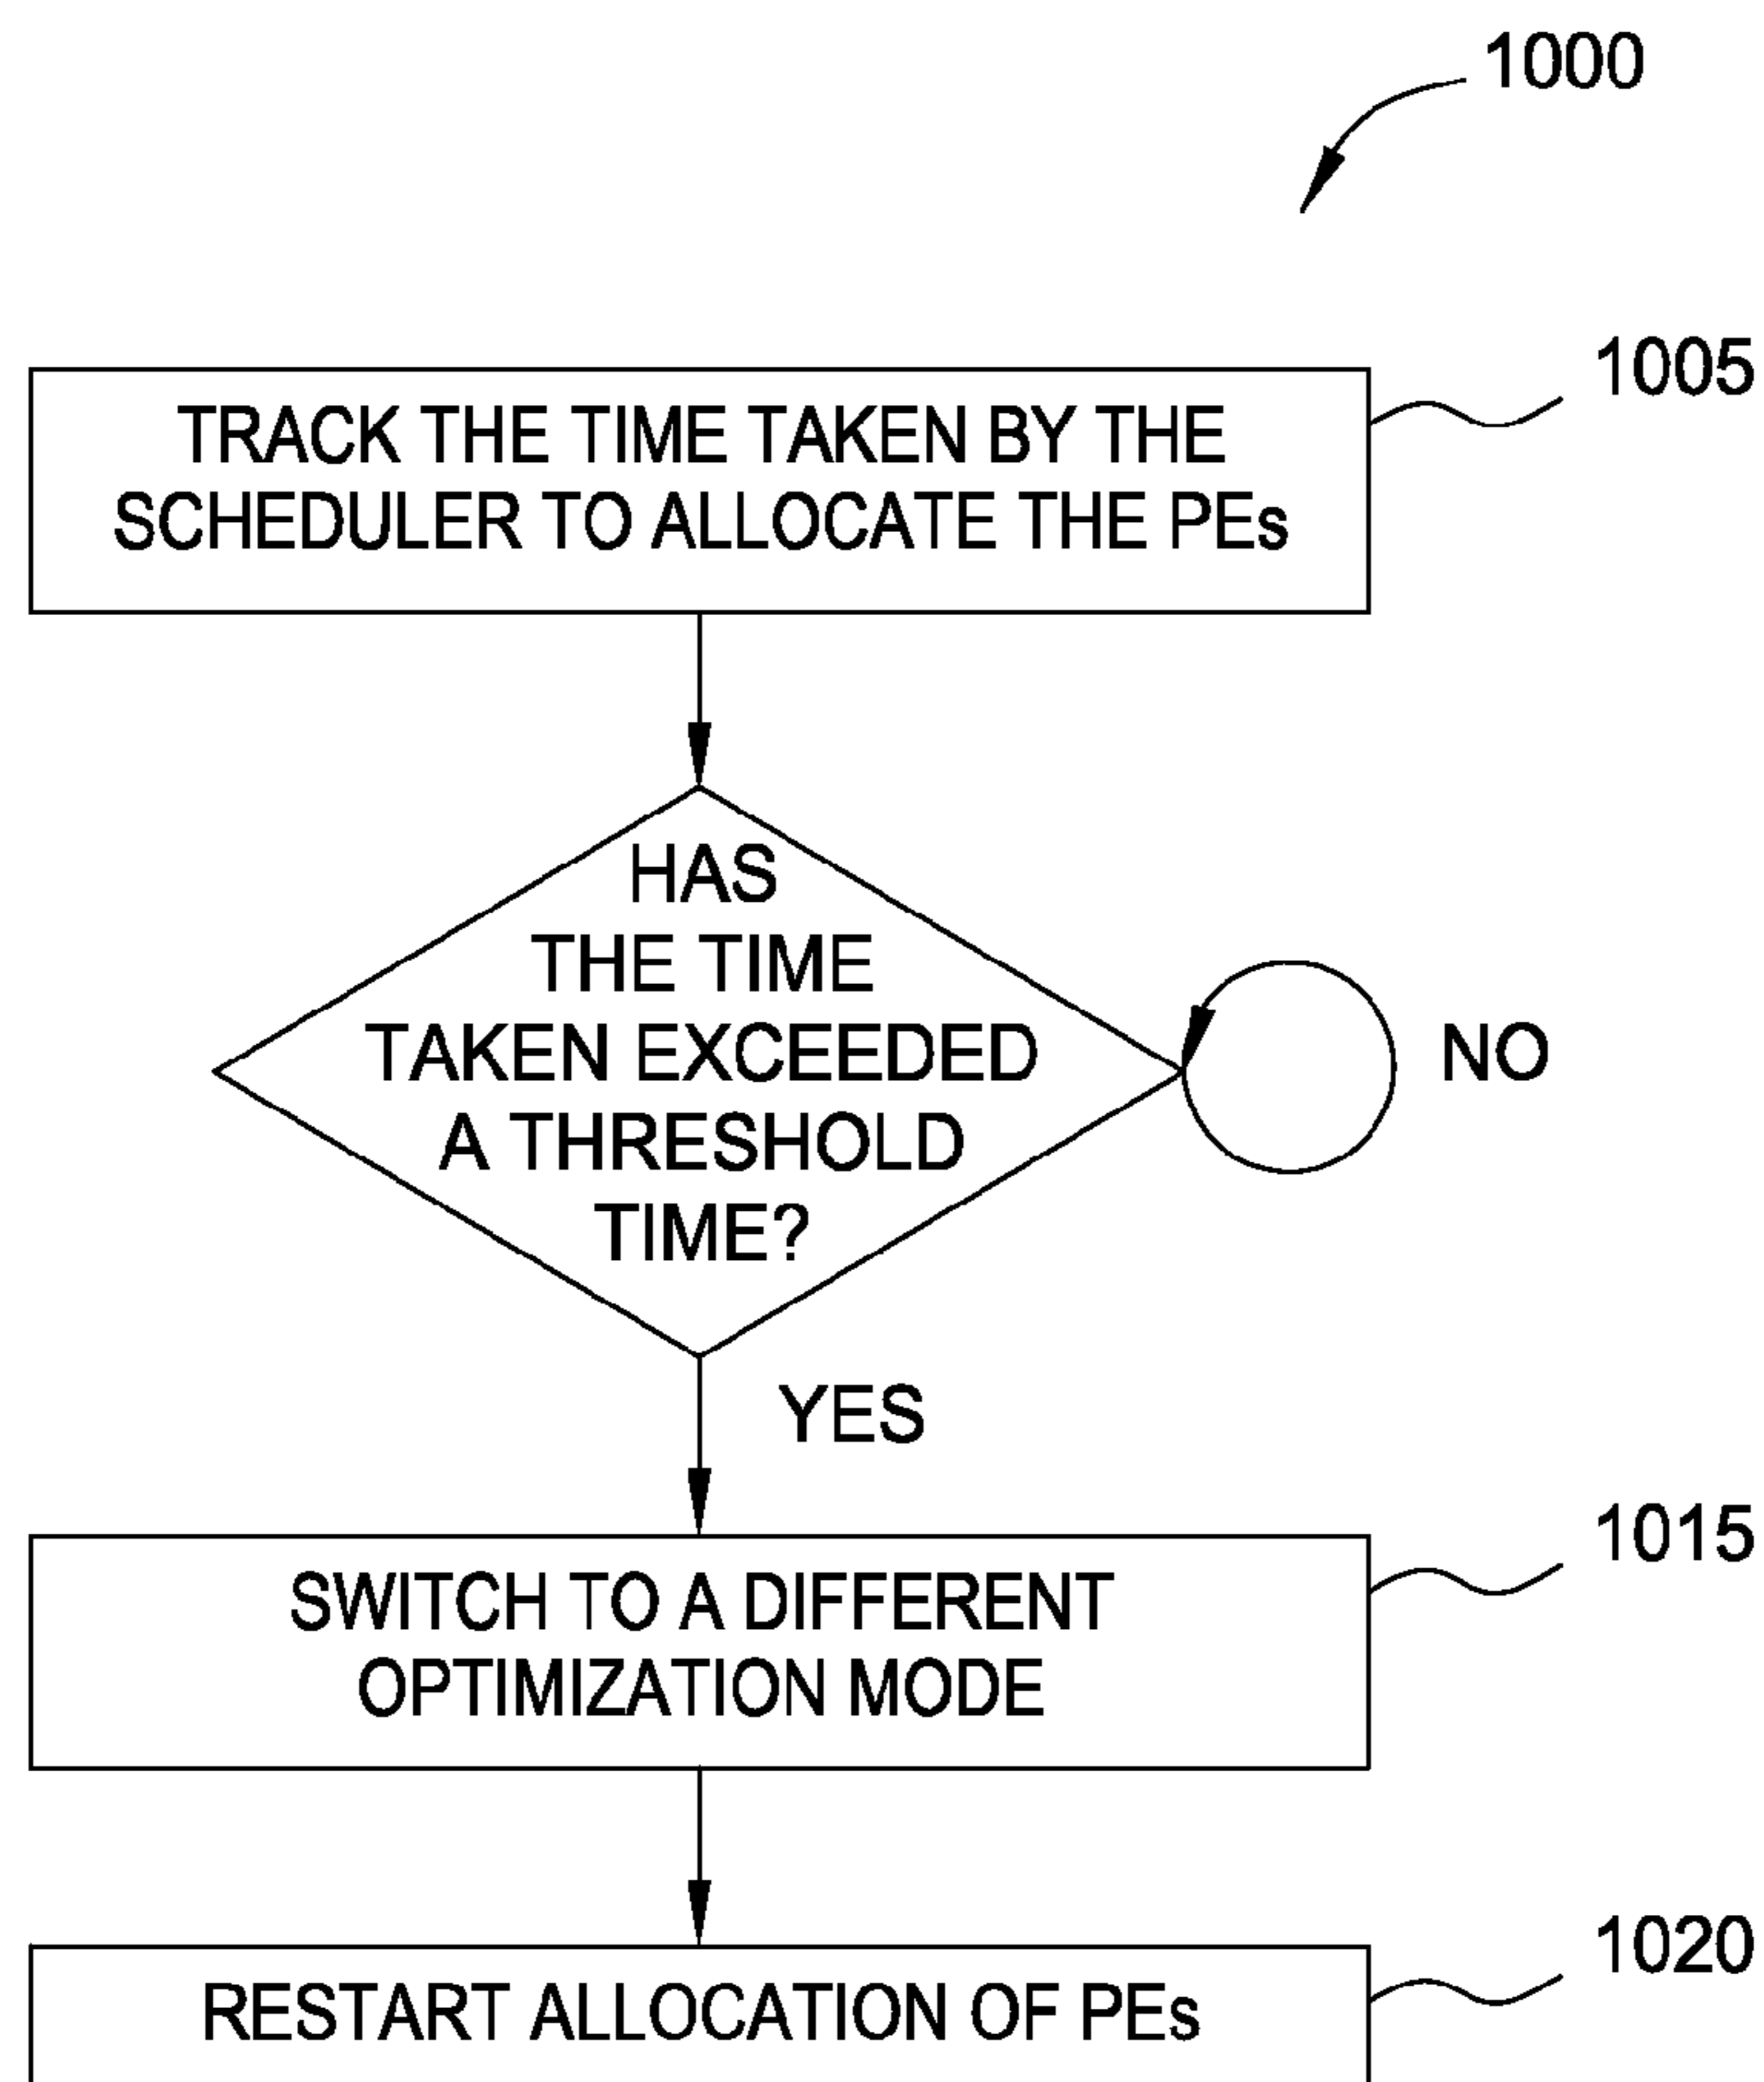 1000
1005
TRACK THE TIME TAKEN BY THE
SCHEDULER TO ALLOCATE THE PEs
HAS
THE TIME
TAKEN EXCEEDED
A THRESHOLD
TIME?
NO
YES
1015
SWITCH TO A DIFFERENT
OPTIMIZATION MODE
1020
RESTART ALLOCATION OF PEs